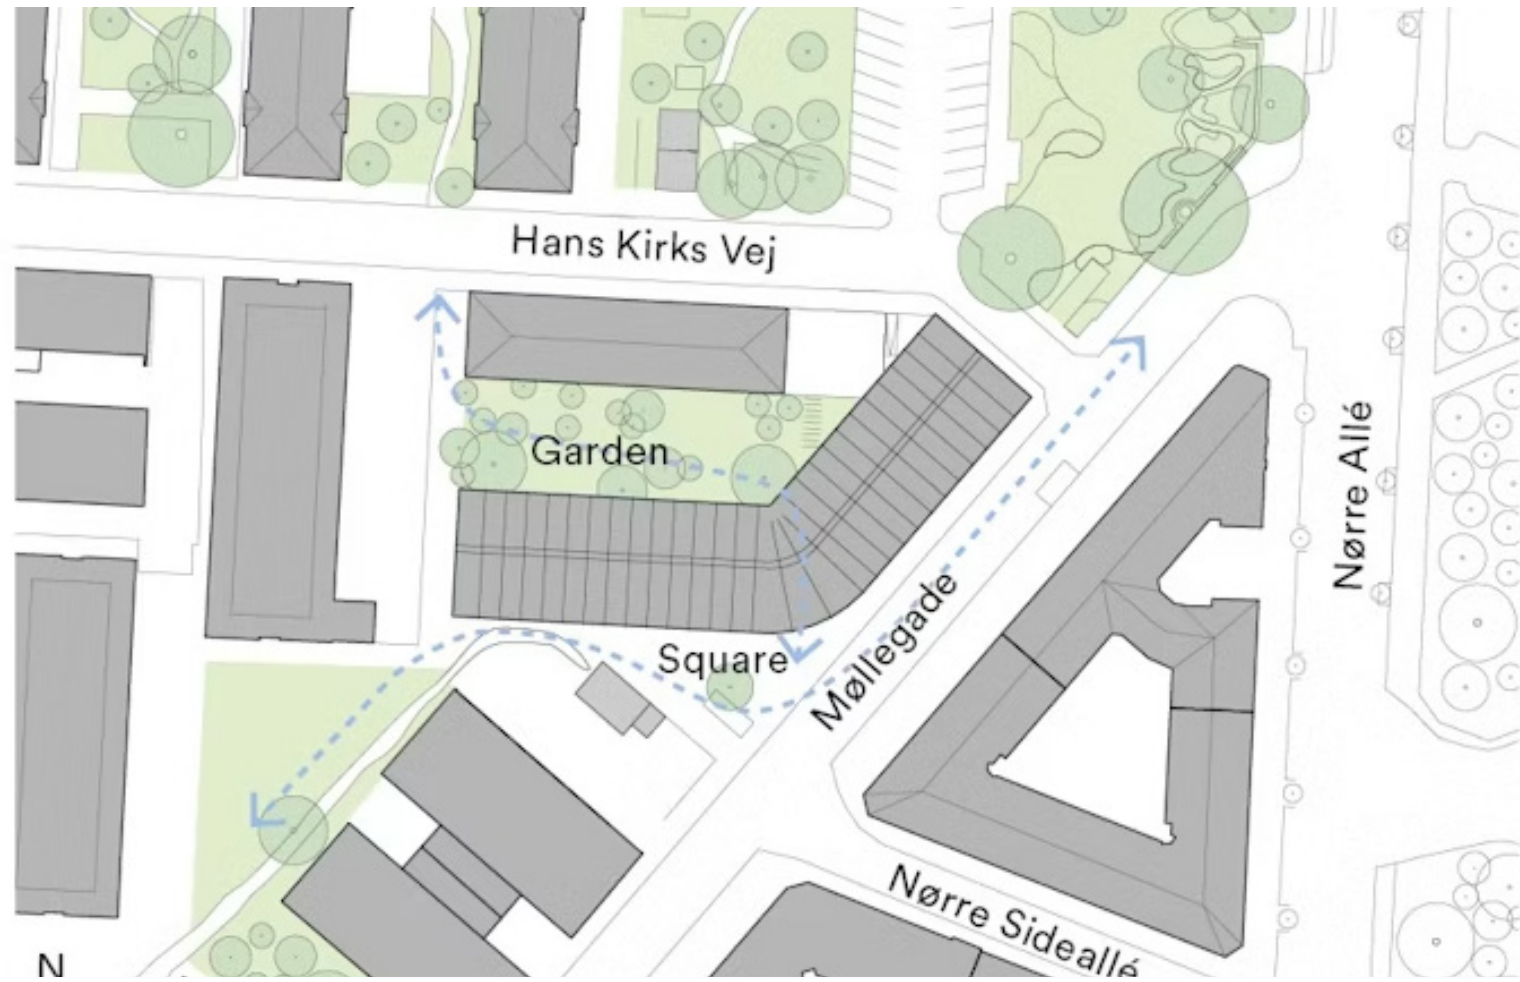 Hans Kirks Vej
Garden
Nørre Allé
Square
Møllegade
Nørre Sideallé
N